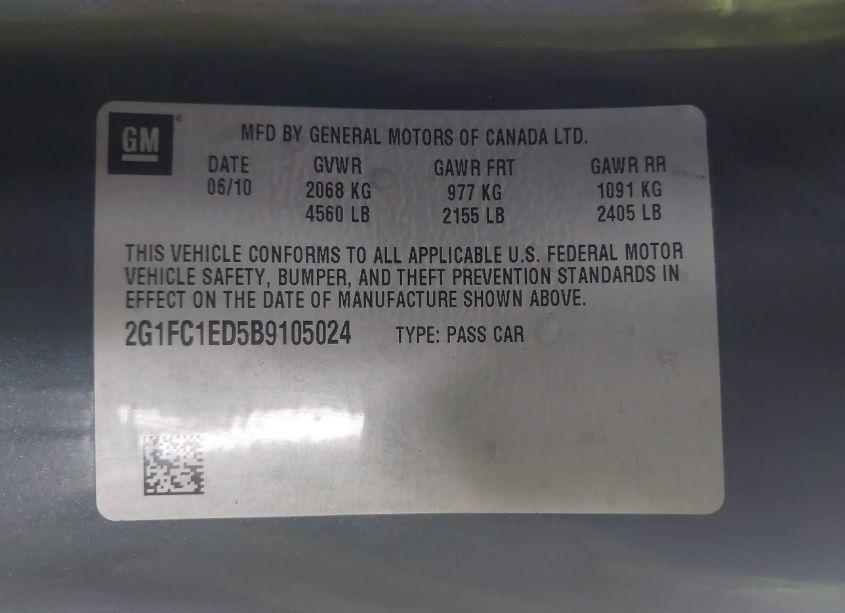 GM®
MFD BY GENERAL MOTORS OF CANADA LTD.
DATE GVWR GAWR FRT GAWR RR
06/10 2068 KG 977 KG 1091 KG
4560 LB 2155 LB 2405 LB
THIS VEHICLE CONFORMS TO ALL APPLICABLE U.S. FEDERAL MOTOR
VEHICLE SAFETY, BUMPER, AND THEFT PREVENTION STANDARDS IN
EFFECT ON THE DATE OF MANUFACTURE SHOWN ABOVE.
2G1FC1ED5B9105024 TYPE: PASS CAR